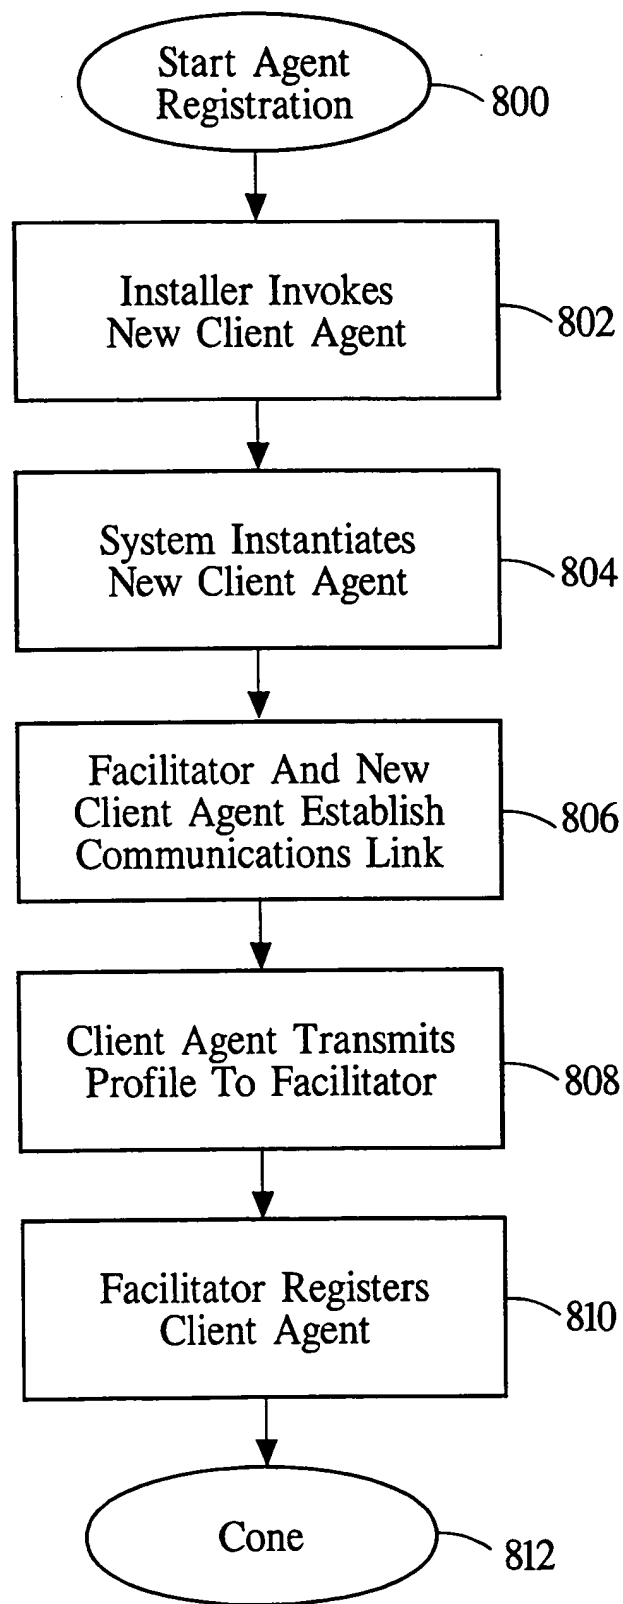 Start Agent
Registration
800
Installer Invokes
New Client Agent
802
System Instantiates
New Client Agent
804
Facilitator And New
Client Agent Establish
Communications Link
806
Client Agent Transmits
Profile To Facilitator
808
Facilitator Registers
Client Agent
810
Cone
812